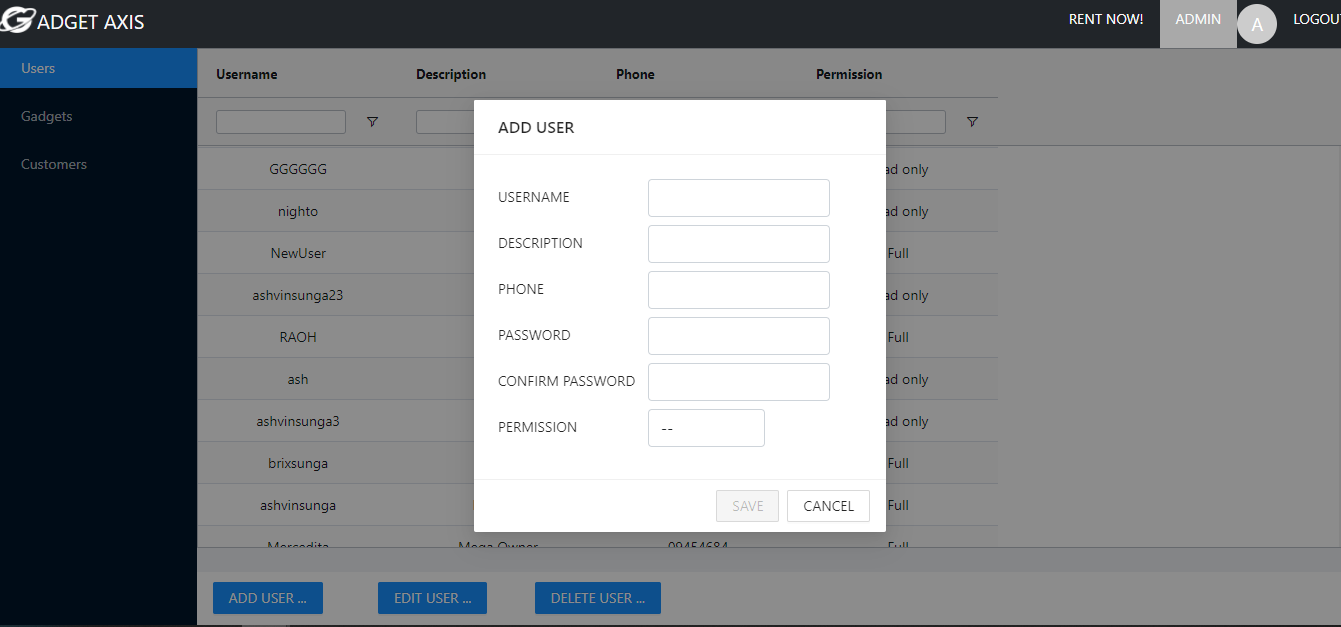 GADGET AXIS
RENT NOW!
ADMIN
A
LOGOU
Users
Gadgets
Customers
Username Description Phone Permission
GGGGGG ad only
nighto ad only
NewUser Full
ashvinsunga23 ad only
RAOH Full
ash ad only
ashvinsunga3 ad only
brixsunga Full
ashvinsunga Full
Mercedita Mega Owner 09454684 Full
ADD USER
USERNAME
DESCRIPTION
PHONE
PASSWORD
CONFIRM PASSWORD
PERMISSION --
SAVE CANCEL
ADD USER ... EDIT USER ... DELETE USER ...